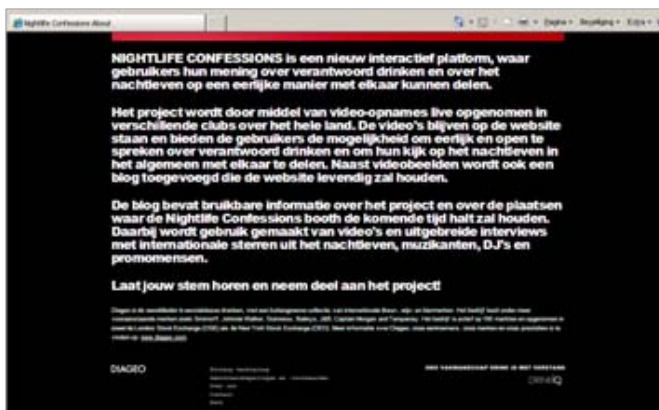 Nightlife Confessions About
Pagina
Beveiliging
Extra
NIGHTLIFE CONFESSIONS is een nieuw interactief platform, waar
gebruikers hun mening over verantwoord drinken en over het
nachtleven op een eerlijke manier met elkaar kunnen delen.
Het project wordt door middel van video-opnames live opgenomen in
verschillende clubs over het hele land. De video's blijven op de website
staan en bieden de gebruikers de mogelijkheid om eerlijk en open te
spreken over verantwoord drinken en om hun kijk op het nachtleven in
het algemeen met elkaar te delen. Naast videobeelden wordt ook een
blog toegevoegd die de website levendig zal houden.
De blog bevat bruikbare informatie over het project en over de plaatsen
waar de Nightlife Confessions booth de komende tijd halt zal houden.
Daarbij wordt gebruik gemaakt van video's en uitgebreide interviews
met internationale sterren uit het nachtleven, muzikanten, DJ's en
promomensen.
Laat jouw stem horen en neem deel aan het project!
www.diageo.com
DIAGEO
DRINKiQ